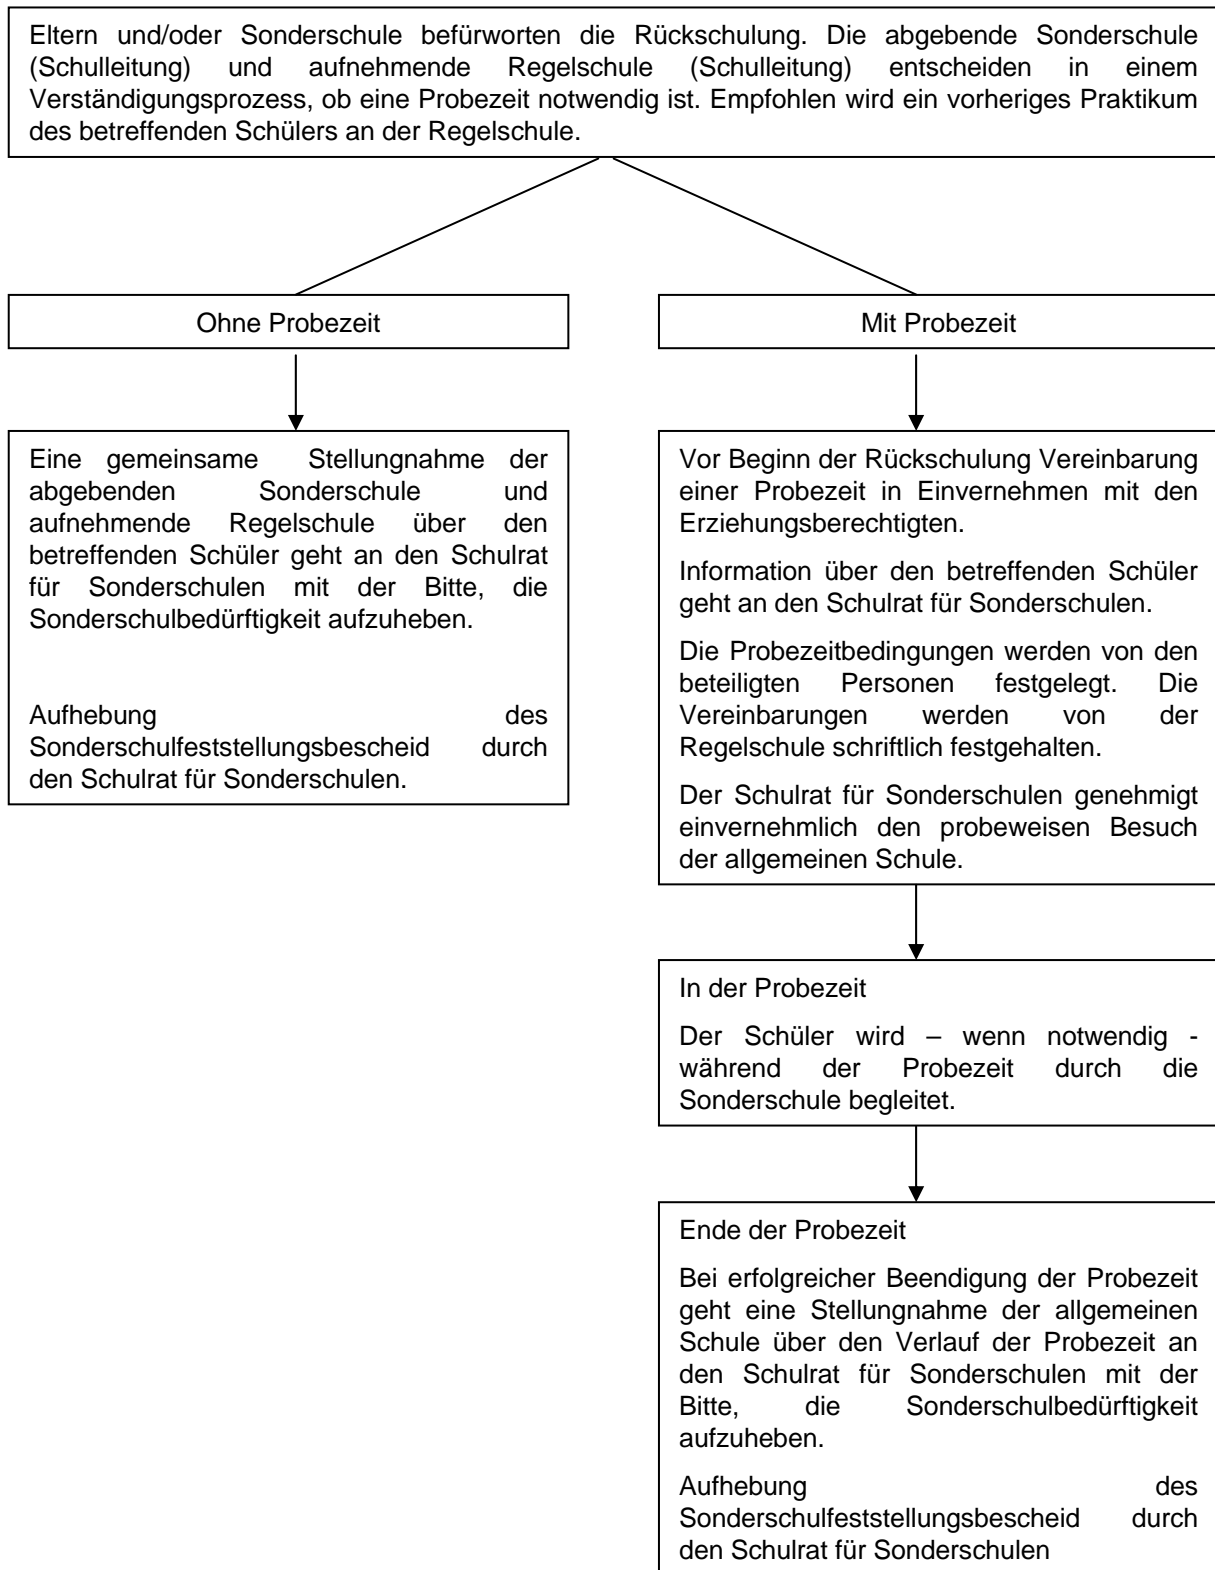 Eltern und/oder Sonderschule befürworten die Rückschulung. Die abgebende Sonderschule
(Schulleitung) und aufnehmende Regelschule (Schulleitung) entscheiden in einem
Verständigungsprozess, ob eine Probezeit notwendig ist. Empfohlen wird ein vorheriges Praktikum
des betreffenden Schülers an der Regelschule.
Ohne Probezeit
Eine gemeinsame Stellungnahme der
abgebenden Sonderschule und
aufnehmende Regelschule über den
betreffenden Schüler geht an den Schulrat
für Sonderschulen mit der Bitte, die
Sonderschulbedürftigkeit aufzuheben.
Aufhebung des
Sonderschulfeststellungsbescheid durch
den Schulrat für Sonderschulen.
Mit Probezeit
Vor Beginn der Rückschulung Vereinbarung
einer Probezeit in Einvernehmen mit den
Erziehungsberechtigten.
Information über den betreffenden Schüler
geht an den Schulrat für Sonderschulen.
Die Probezeitbedingungen werden von den
beteiligten Personen festgelegt. Die
Vereinbarungen werden von der
Regelschule schriftlich festgehalten.
Der Schulrat für Sonderschulen genehmigt
einvernehmlich den probeweisen Besuch
der allgemeinen Schule.
In der Probezeit
Der Schüler wird – wenn notwendig -
während der Probezeit durch die
Sonderschule begleitet.
Ende der Probezeit
Bei erfolgreicher Beendigung der Probezeit
geht eine Stellungnahme der allgemeinen
Schule über den Verlauf der Probezeit an
den Schulrat für Sonderschulen mit der
Bitte, die Sonderschulbedürftigkeit
aufzuheben.
Aufhebung des
Sonderschulfeststellungsbescheid durch
den Schulrat für Sonderschulen